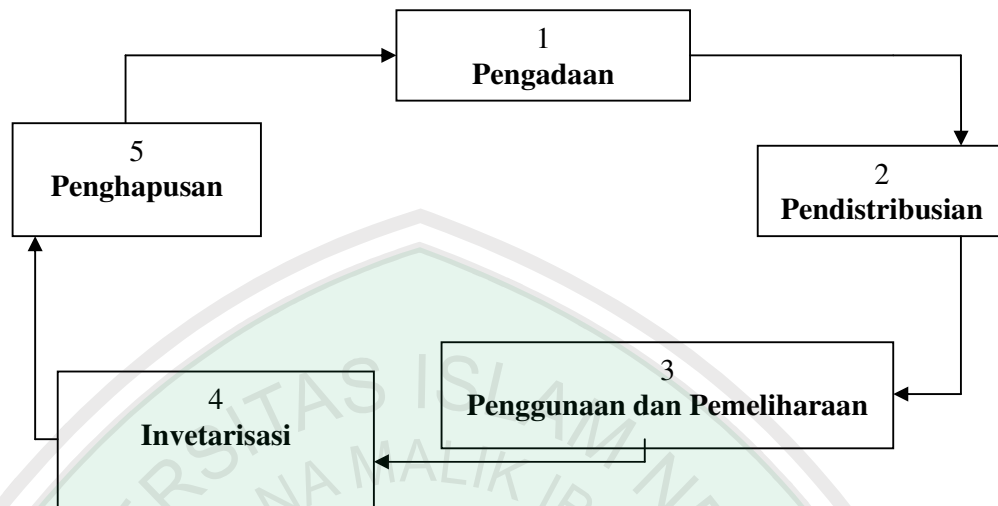 1
Pengadaan
5
Penghapusan
2
Pendistribusian
3
Penggunaan dan Pemeliharaan
4
Invetarisasi